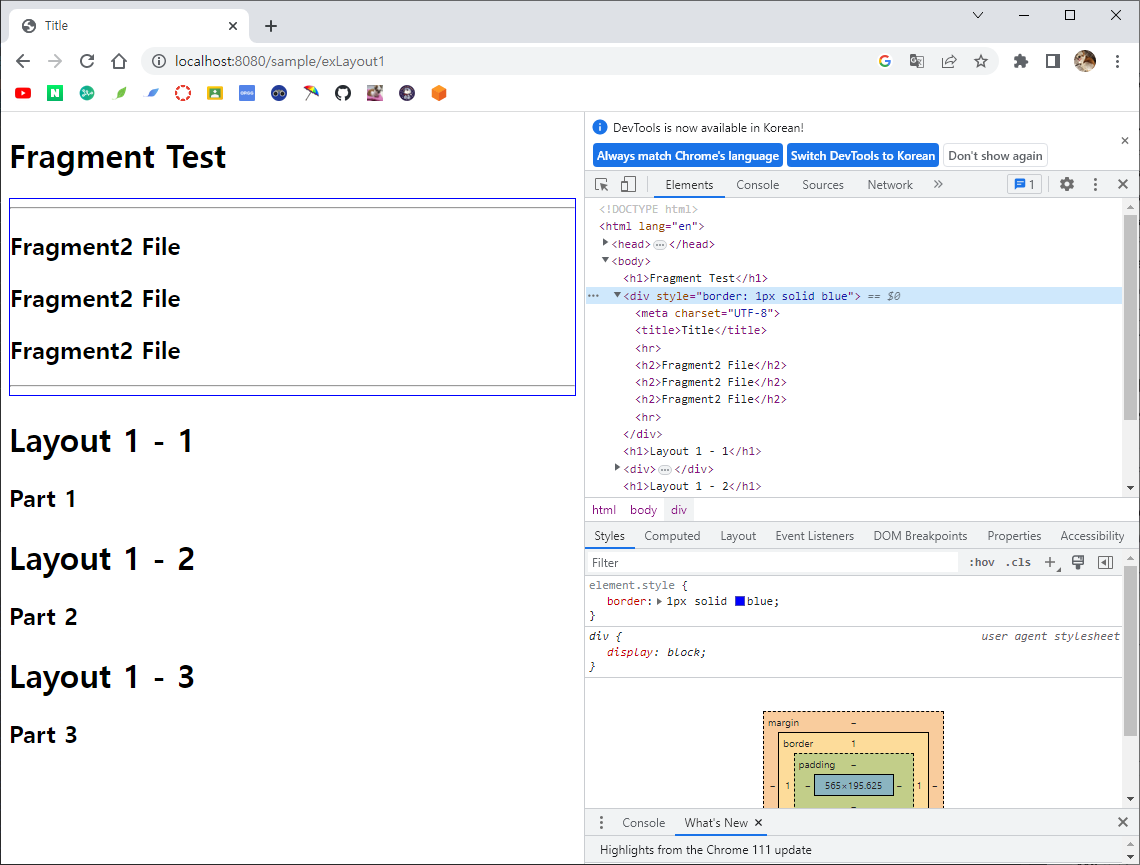 Title
localhost:8080/sample/exLayout1
Fragment Test
Fragment2 File
Fragment2 File
Fragment2 File
Layout 1 - 1
Part 1
Layout 1 - 2
Part 2
Layout 1 - 3
Part 3
DevTools is now available in Korean!
Always match Chrome's language Switch DevTools to Korean Don't show again
Elements Console Sources Network » 1
<!DOCTYPE html>
<html lang="en">
<head>…</head>
<body>
<h1>Fragment Test</h1>
<div style="border: 1px solid blue"> == $0
<meta charset="UTF-8">
<title>Title</title>
<hr>
<h2>Fragment2 File</h2>
<h2>Fragment2 File</h2>
<h2>Fragment2 File</h2>
<hr>
</div>
<h1>Layout 1 - 1</h1>
<div>…</div>
<h1>Layout 1 - 2</h1>
html body div
Styles Computed Layout Event Listeners DOM Breakpoints Properties Accessibility
Filter :hov .cls +
element.style {
border: 1px solid blue;
}
div { user agent stylesheet
display: block;
}
margin –
border 1
padding –
– 1 – 565×195.625 – 1 –
–
Console What's New
Highlights from the Chrome 111 update